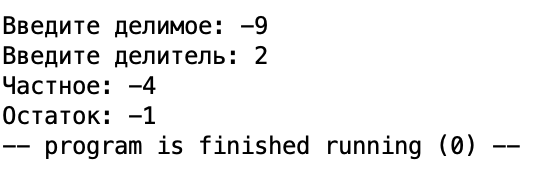 Введите делимое: -9
Введите делитель: 2
Частное: -4
Остаток: -1
-- program is finished running (0) --